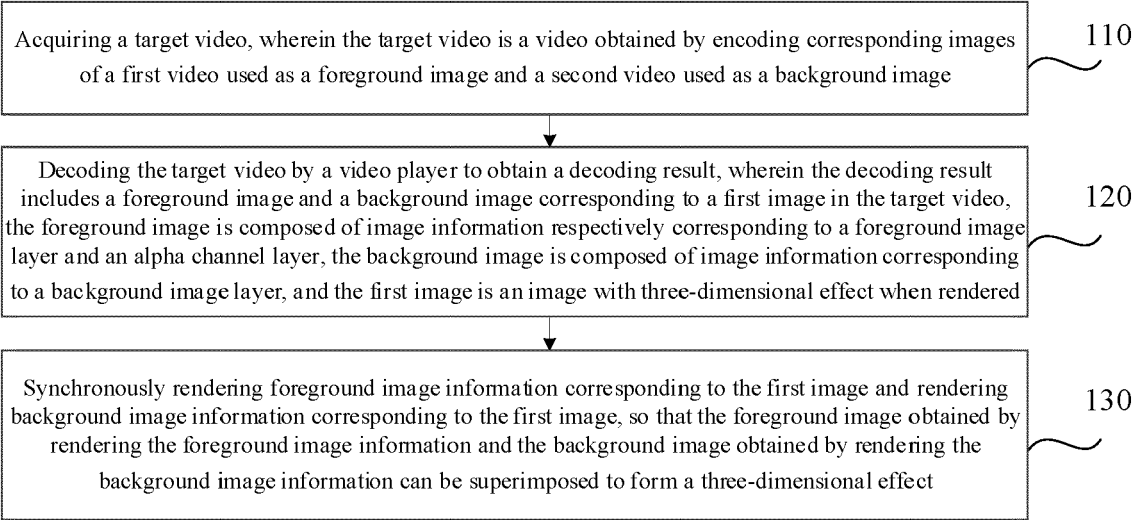 Acquiring a target video, wherein the target video is a video obtained by encoding corresponding images
of a first video used as a foreground image and a second video used as a background image
110
Decoding the target video by a video player to obtain a decoding result, wherein the decoding result
includes a foreground image and a background image corresponding to a first image in the target video,
the foreground image is composed of image information respectively corresponding to a foreground image
layer and an alpha channel layer, the background image is composed of image information corresponding
to a background image layer, and the first image is an image with three-dimensional effect when rendered
120
Synchronously rendering foreground image information corresponding to the first image and rendering
background image information corresponding to the first image, so that the foreground image obtained by
rendering the foreground image information and the background image obtained by rendering the
background image information can be superimposed to form a three-dimensional effect
130